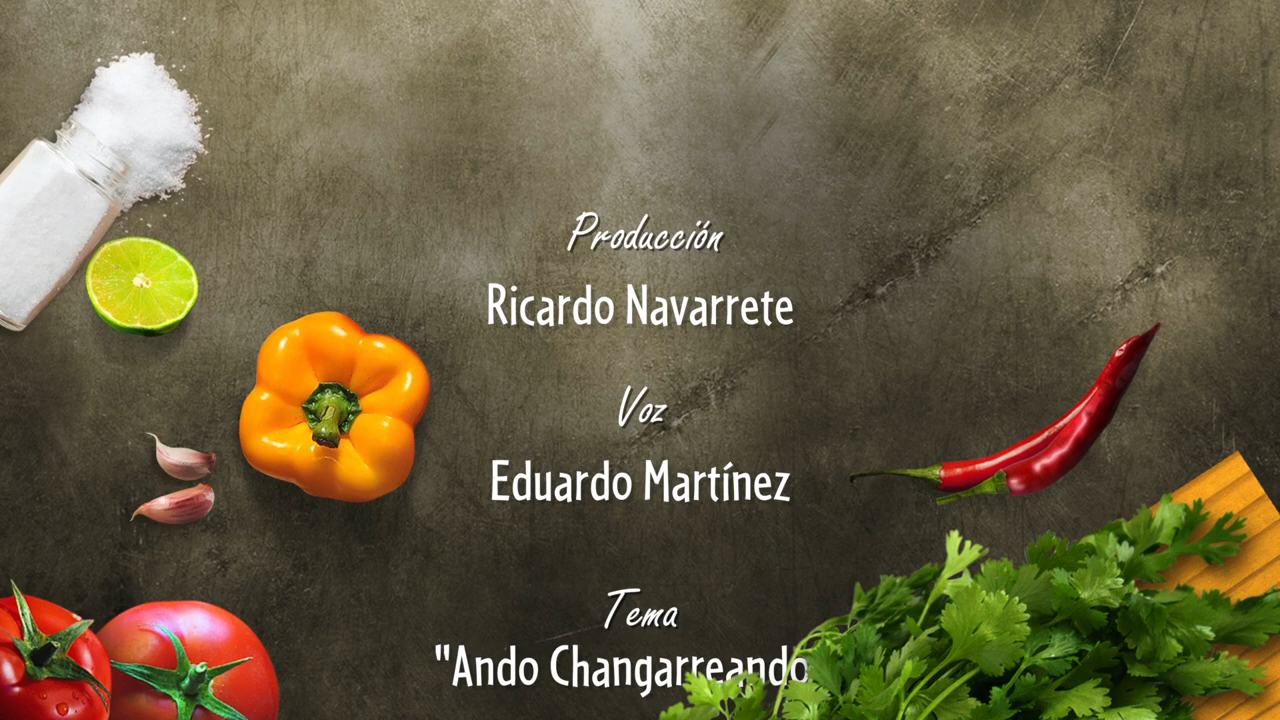 Producción
Ricardo Navarrete
Voz
Eduardo Martínez
Tema
"Ando Changarreando